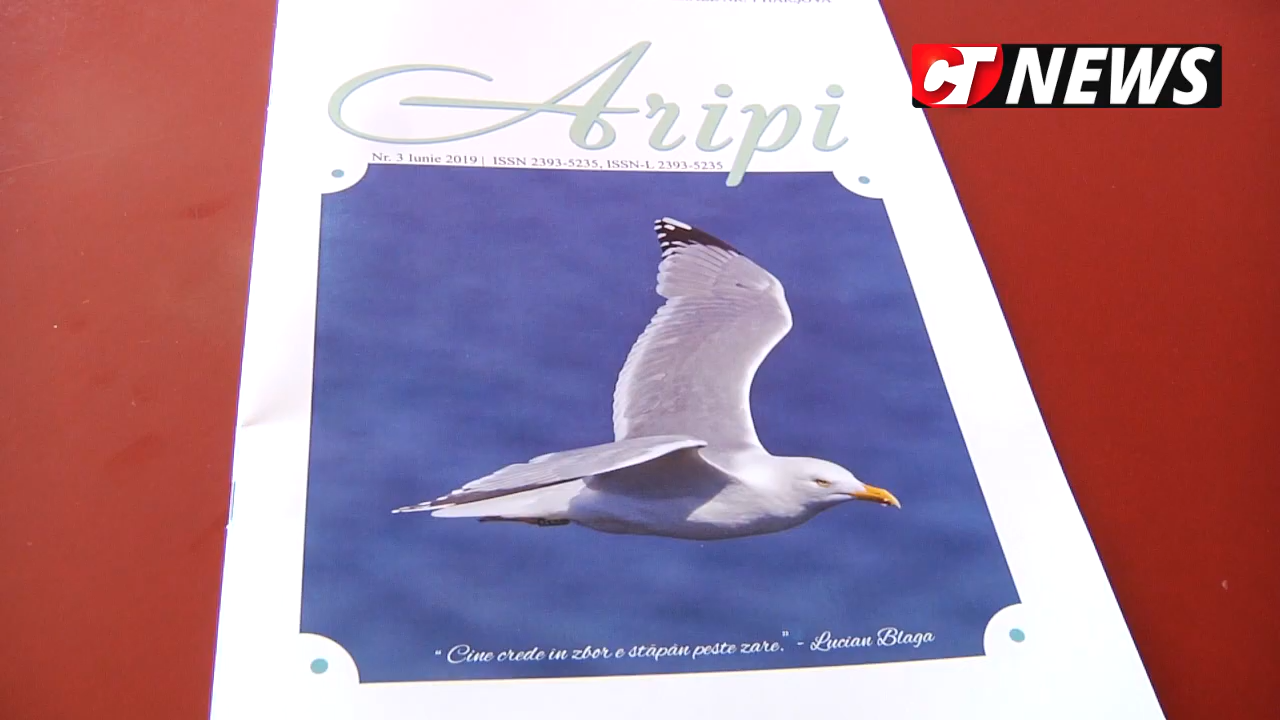 CT NEWS
Aripi
Nr. 3 Iunie 2019 | ISSN 2393-5235, ISSN-L 2393-5235
“Cine crede in zbor e stăpân peste zare.” - Lucian Blaga